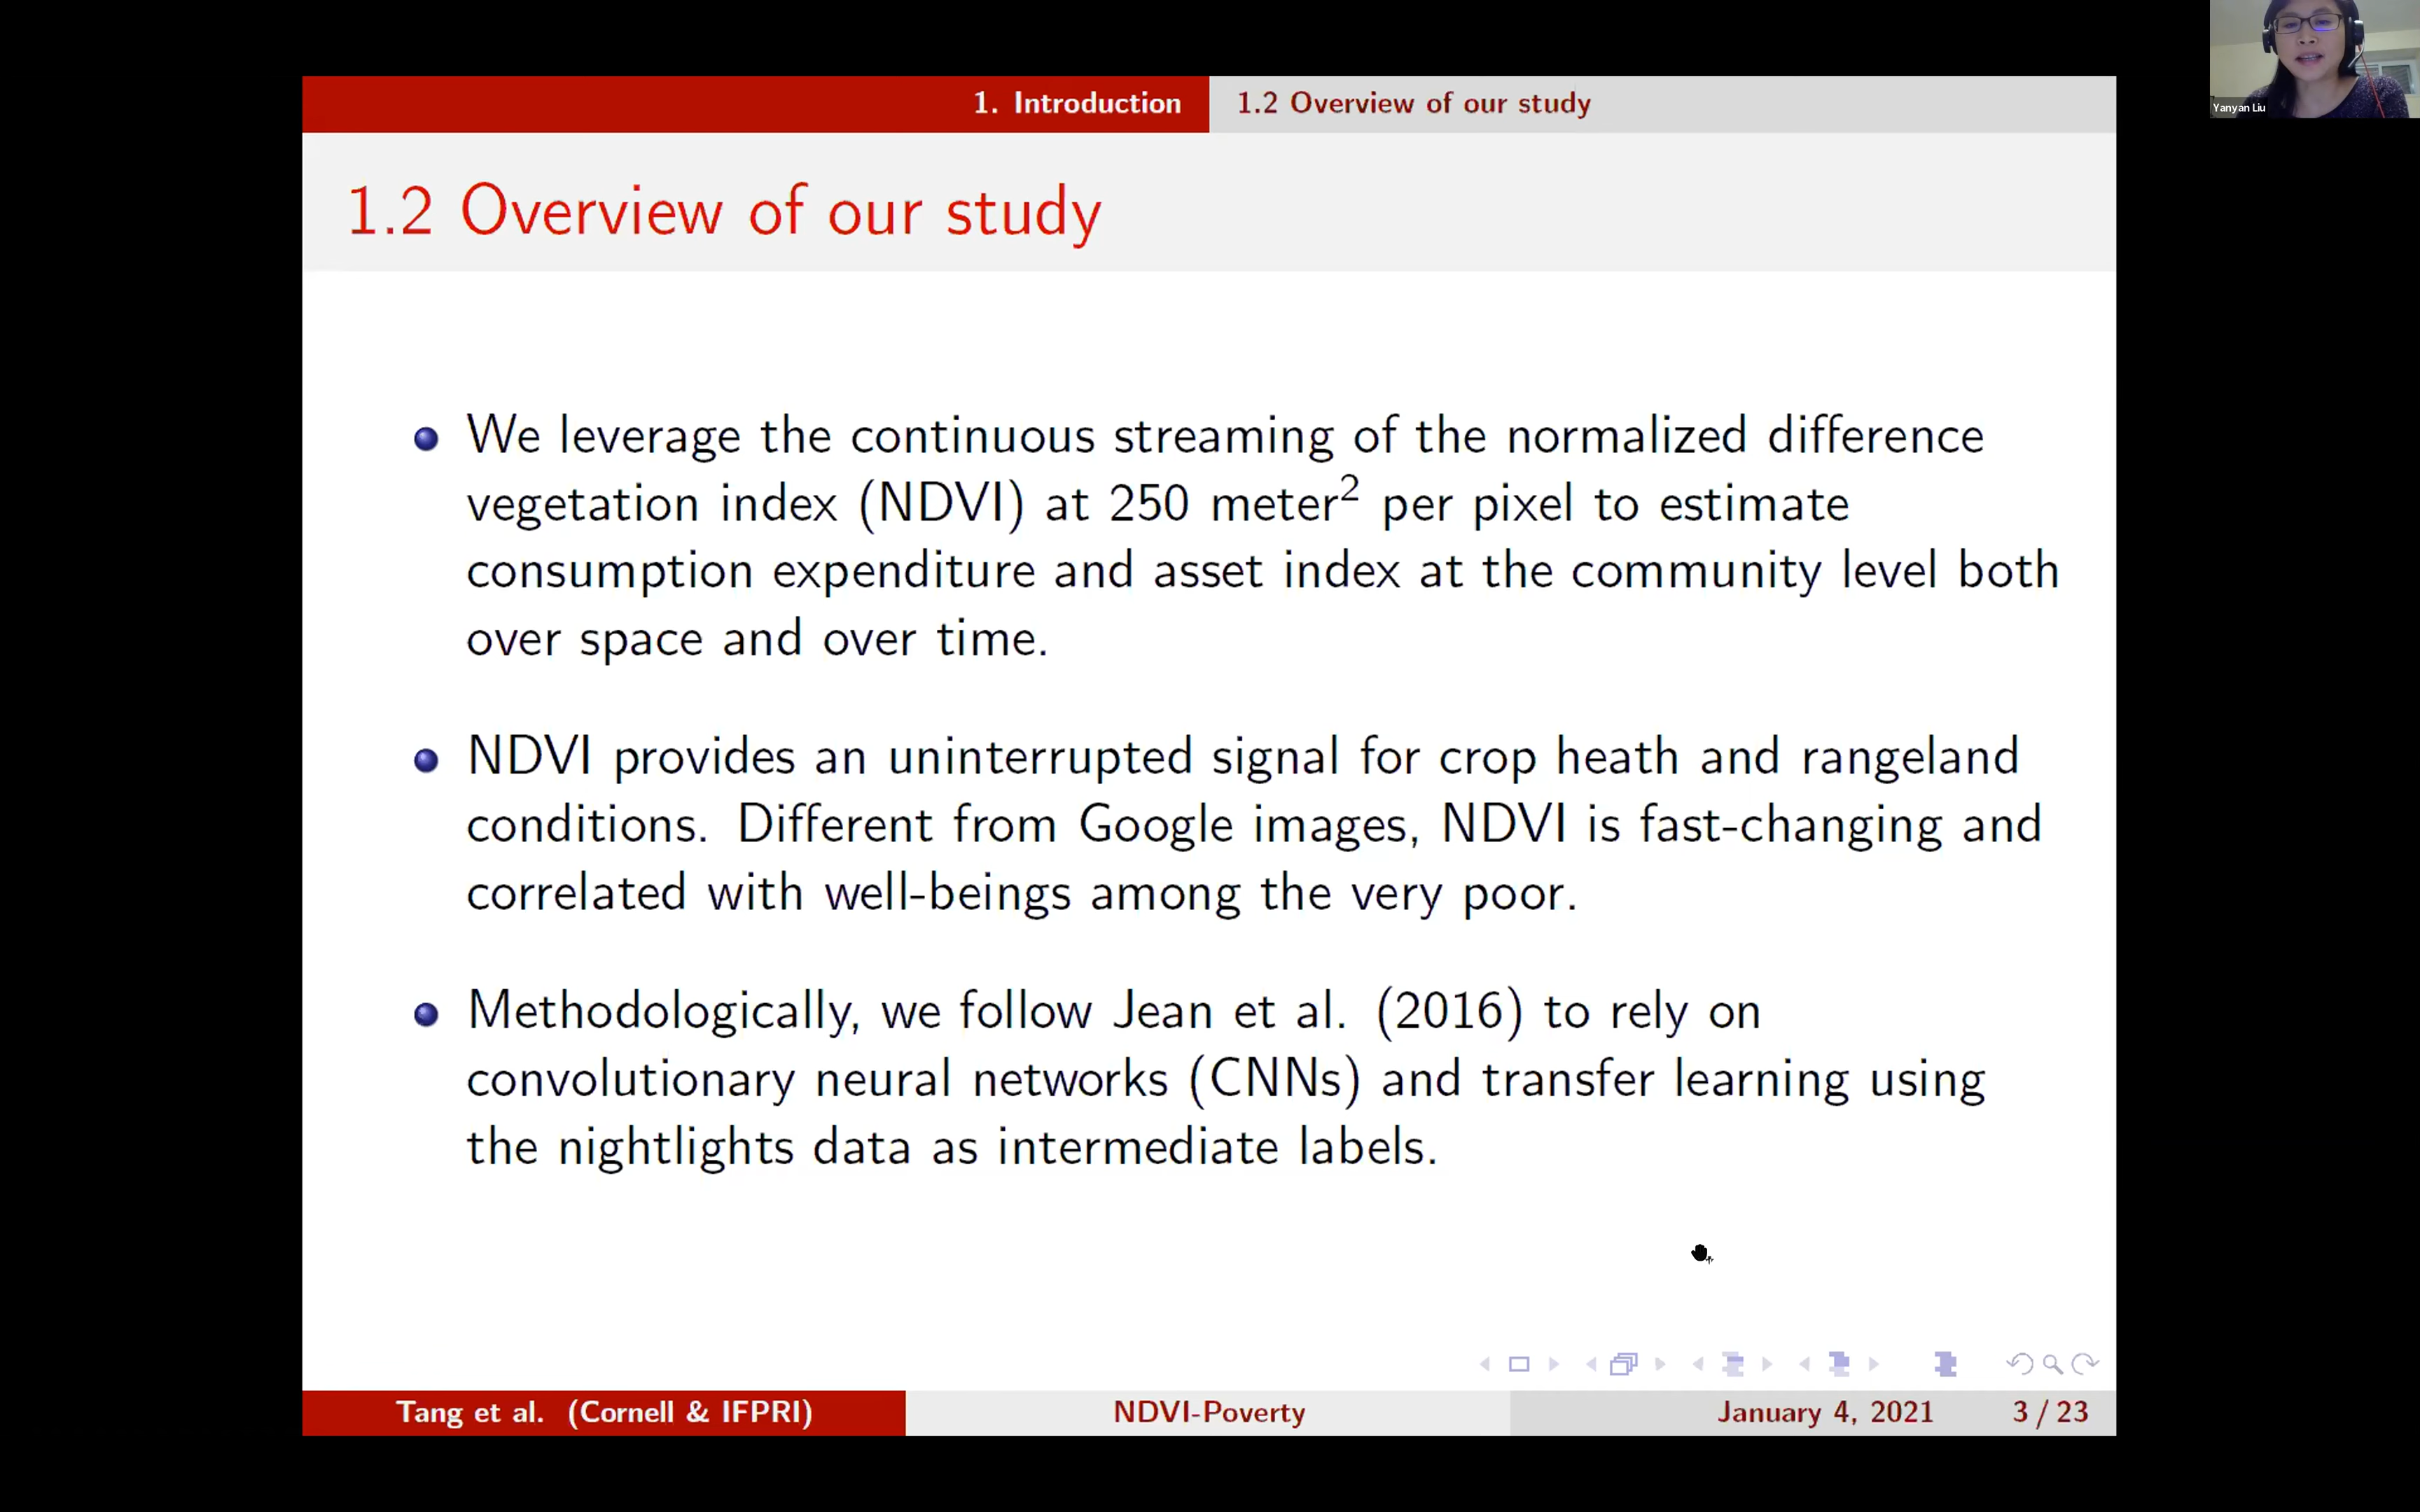 Yanyan Liu
1. Introduction
1.2 Overview of our study
1.2 Overview of our study
We leverage the continuous streaming of the normalized difference
vegetation index (NDVI) at 250 meter² per pixel to estimate
consumption expenditure and asset index at the community level both
over space and over time.
NDVI provides an uninterrupted signal for crop heath and rangeland
conditions. Different from Google images, NDVI is fast-changing and
correlated with well-beings among the very poor.
Methodologically, we follow Jean et al. (2016) to rely on
convolutionary neural networks (CNNs) and transfer learning using
the nightlights data as intermediate labels.
Tang et al. (Cornell & IFPRI)
NDVI-Poverty
January 4, 2021
3 / 23